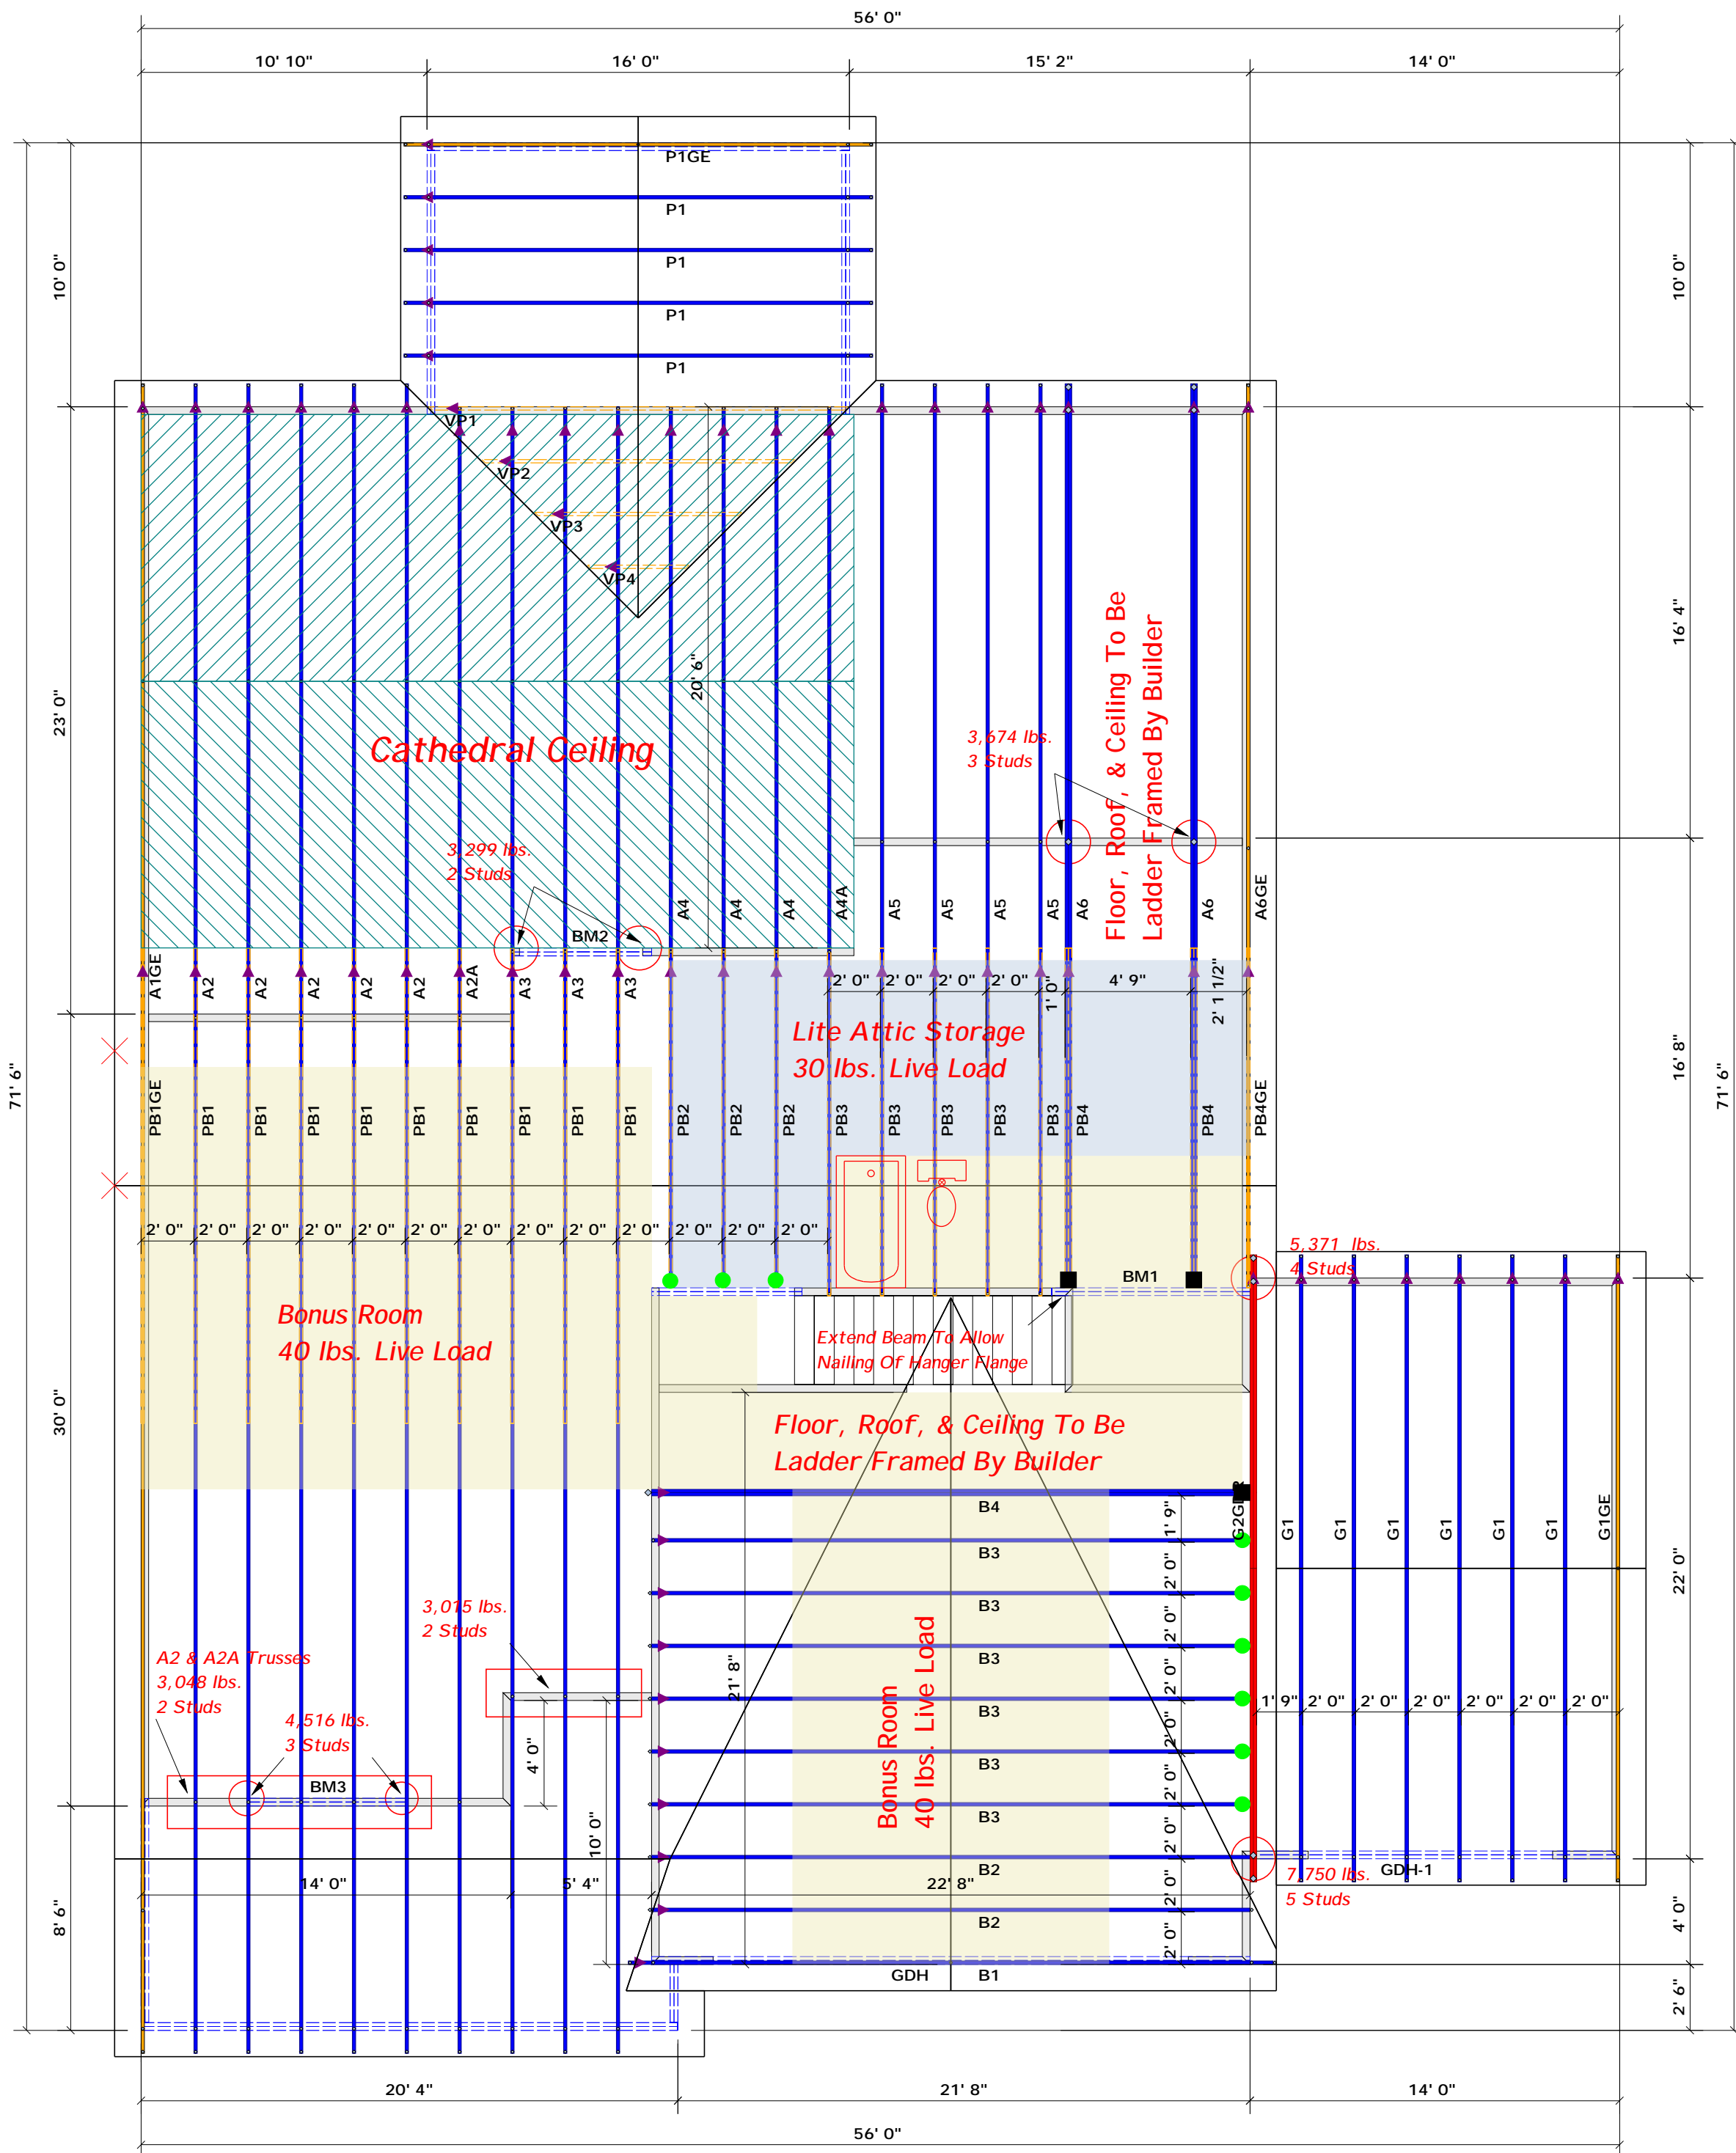 56' 0"
10' 10" 16' 0" 15' 2" 14' 0"
P1GE
P1
P1
P1
P1
10' 0"
10' 0"
VP1
VP2
VP3
VP4
23' 0"
20' 6"
16' 4"
Cathedral Ceiling
Floor, Roof, & Ceiling To Be
Ladder Framed By Builder
3,674 lbs.
3 Studs
3,299 lbs.
2 Studs
BM2
A1GE A2 A2 A2 A2 A2 A2A A3 A3 A3 A4 A4 A4 A4A A5 A5 A5 A5 A6 A6 A6GE
2' 0" 2' 0" 2' 0" 2' 0" 1' 0" 4' 9" 2' 1 1/2"
Lite Attic Storage
30 lbs. Live Load
71' 6"
16' 8"
71' 6"
PB1GE PB1 PB1 PB1 PB1 PB1 PB1 PB1 PB1 PB1 PB2 PB2 PB2 PB3 PB3 PB3 PB3 PB3 PB4 PB4 PB4GE
2' 0" 2' 0" 2' 0" 2' 0" 2' 0" 2' 0" 2' 0" 2' 0" 2' 0" 2' 0" 2' 0" 2' 0" 2' 0"
5,371 lbs.
4 Studs
BM1
Bonus Room
40 lbs. Live Load
Extend Beam To Allow
Nailing Of Hanger Flange
30' 0"
Floor, Roof, & Ceiling To Be
Ladder Framed By Builder
B4
B3
B3
B3
B3
B3
B3
B2
B2
1' 9"
2' 0"
2' 0"
2' 0"
2' 0"
2' 0"
2' 0"
2' 0"
2' 0"
G1 G1 G1 G1 G1 G1 G1GE
22' 0"
3,015 lbs.
2 Studs
A2 & A2A Trusses
3,048 lbs.
2 Studs
4,516 lbs.
3 Studs
BM3
4' 0"
10' 0"
21' 8"
Bonus Room
40 lbs. Live Load
1' 9" 2' 0" 2' 0" 2' 0" 2' 0" 2' 0" 2' 0"
GDH-1
7,750 lbs.
5 Studs
14' 0" 5' 4" 22' 8"
8' 6"
4' 0"
GDH B1
2' 6"
20' 4" 21' 8" 14' 0"
56' 0"